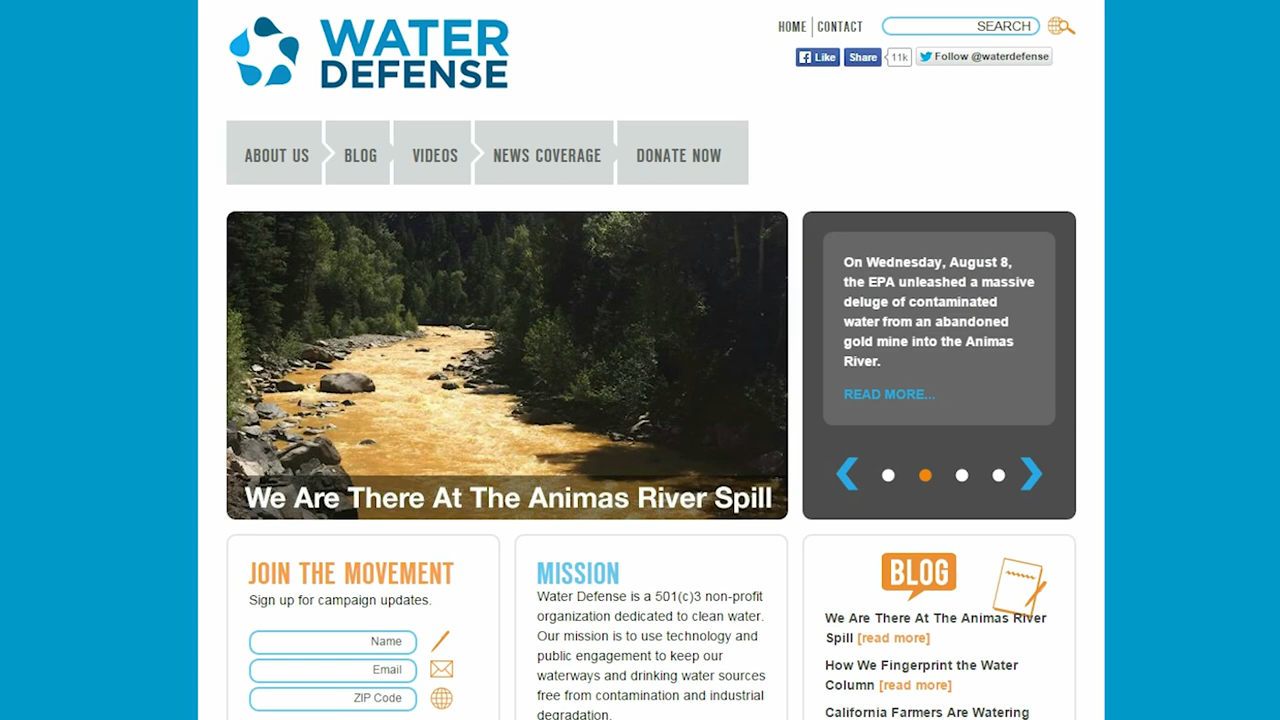 WATER
DEFENSE
HOME CONTACT
SEARCH
Like Share 11k Follow @waterdefense
ABOUT US BLOG VIDEOS NEWS COVERAGE DONATE NOW
We Are There At The Animas River Spill
On Wednesday, August 8,
the EPA unleashed a massive
deluge of contaminated
water from an abandoned
gold mine into the Animas
River.
READ MORE...
JOIN THE MOVEMENT
Sign up for campaign updates.
Name
Email
ZIP Code
MISSION
Water Defense is a 501(c)3 non-profit
organization dedicated to clean water.
Our mission is to use technology and
public engagement to keep our
waterways and drinking water sources
free from contamination and industrial
degradation.
BLOG
We Are There At The Animas River
Spill [read more]
How We Fingerprint the Water
Column [read more]
California Farmers Are Watering